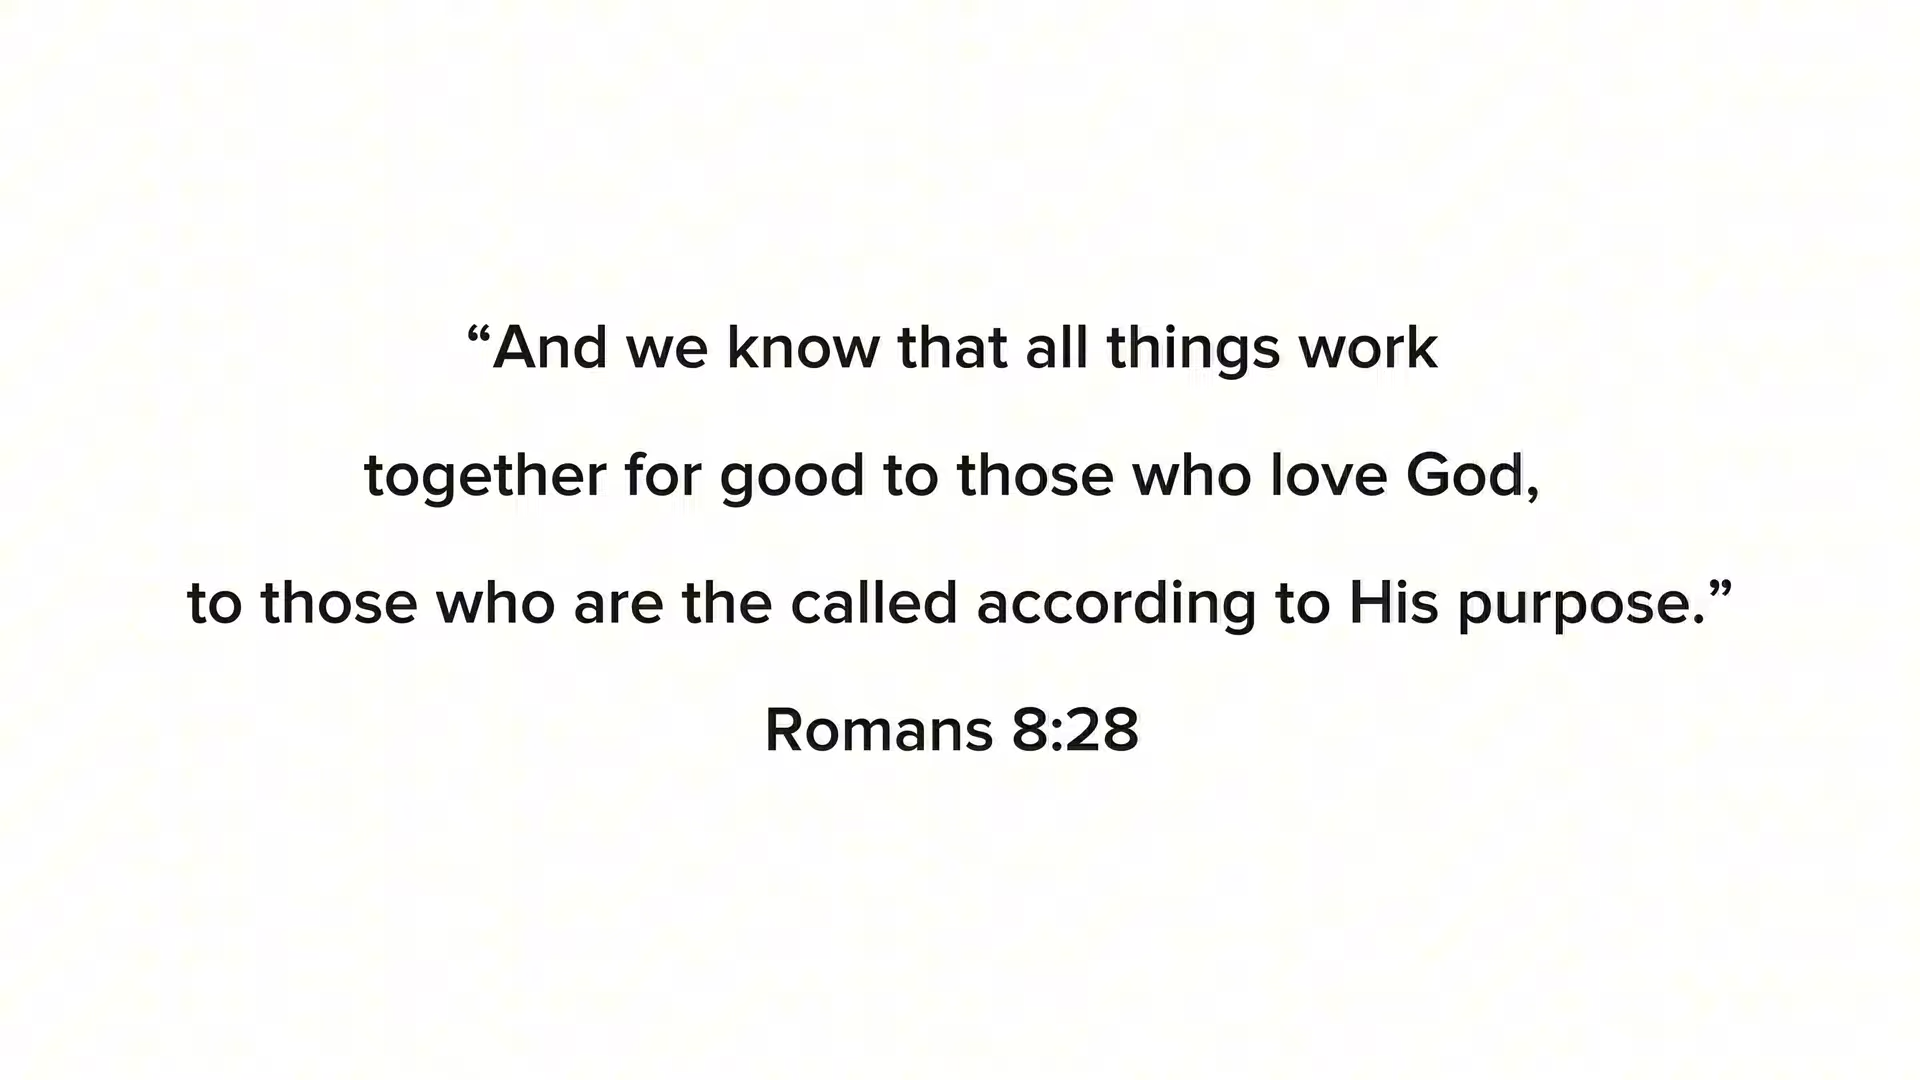 “And we know that all things work
together for good to those who love God,
to those who are the called according to His purpose.”
Romans 8:28